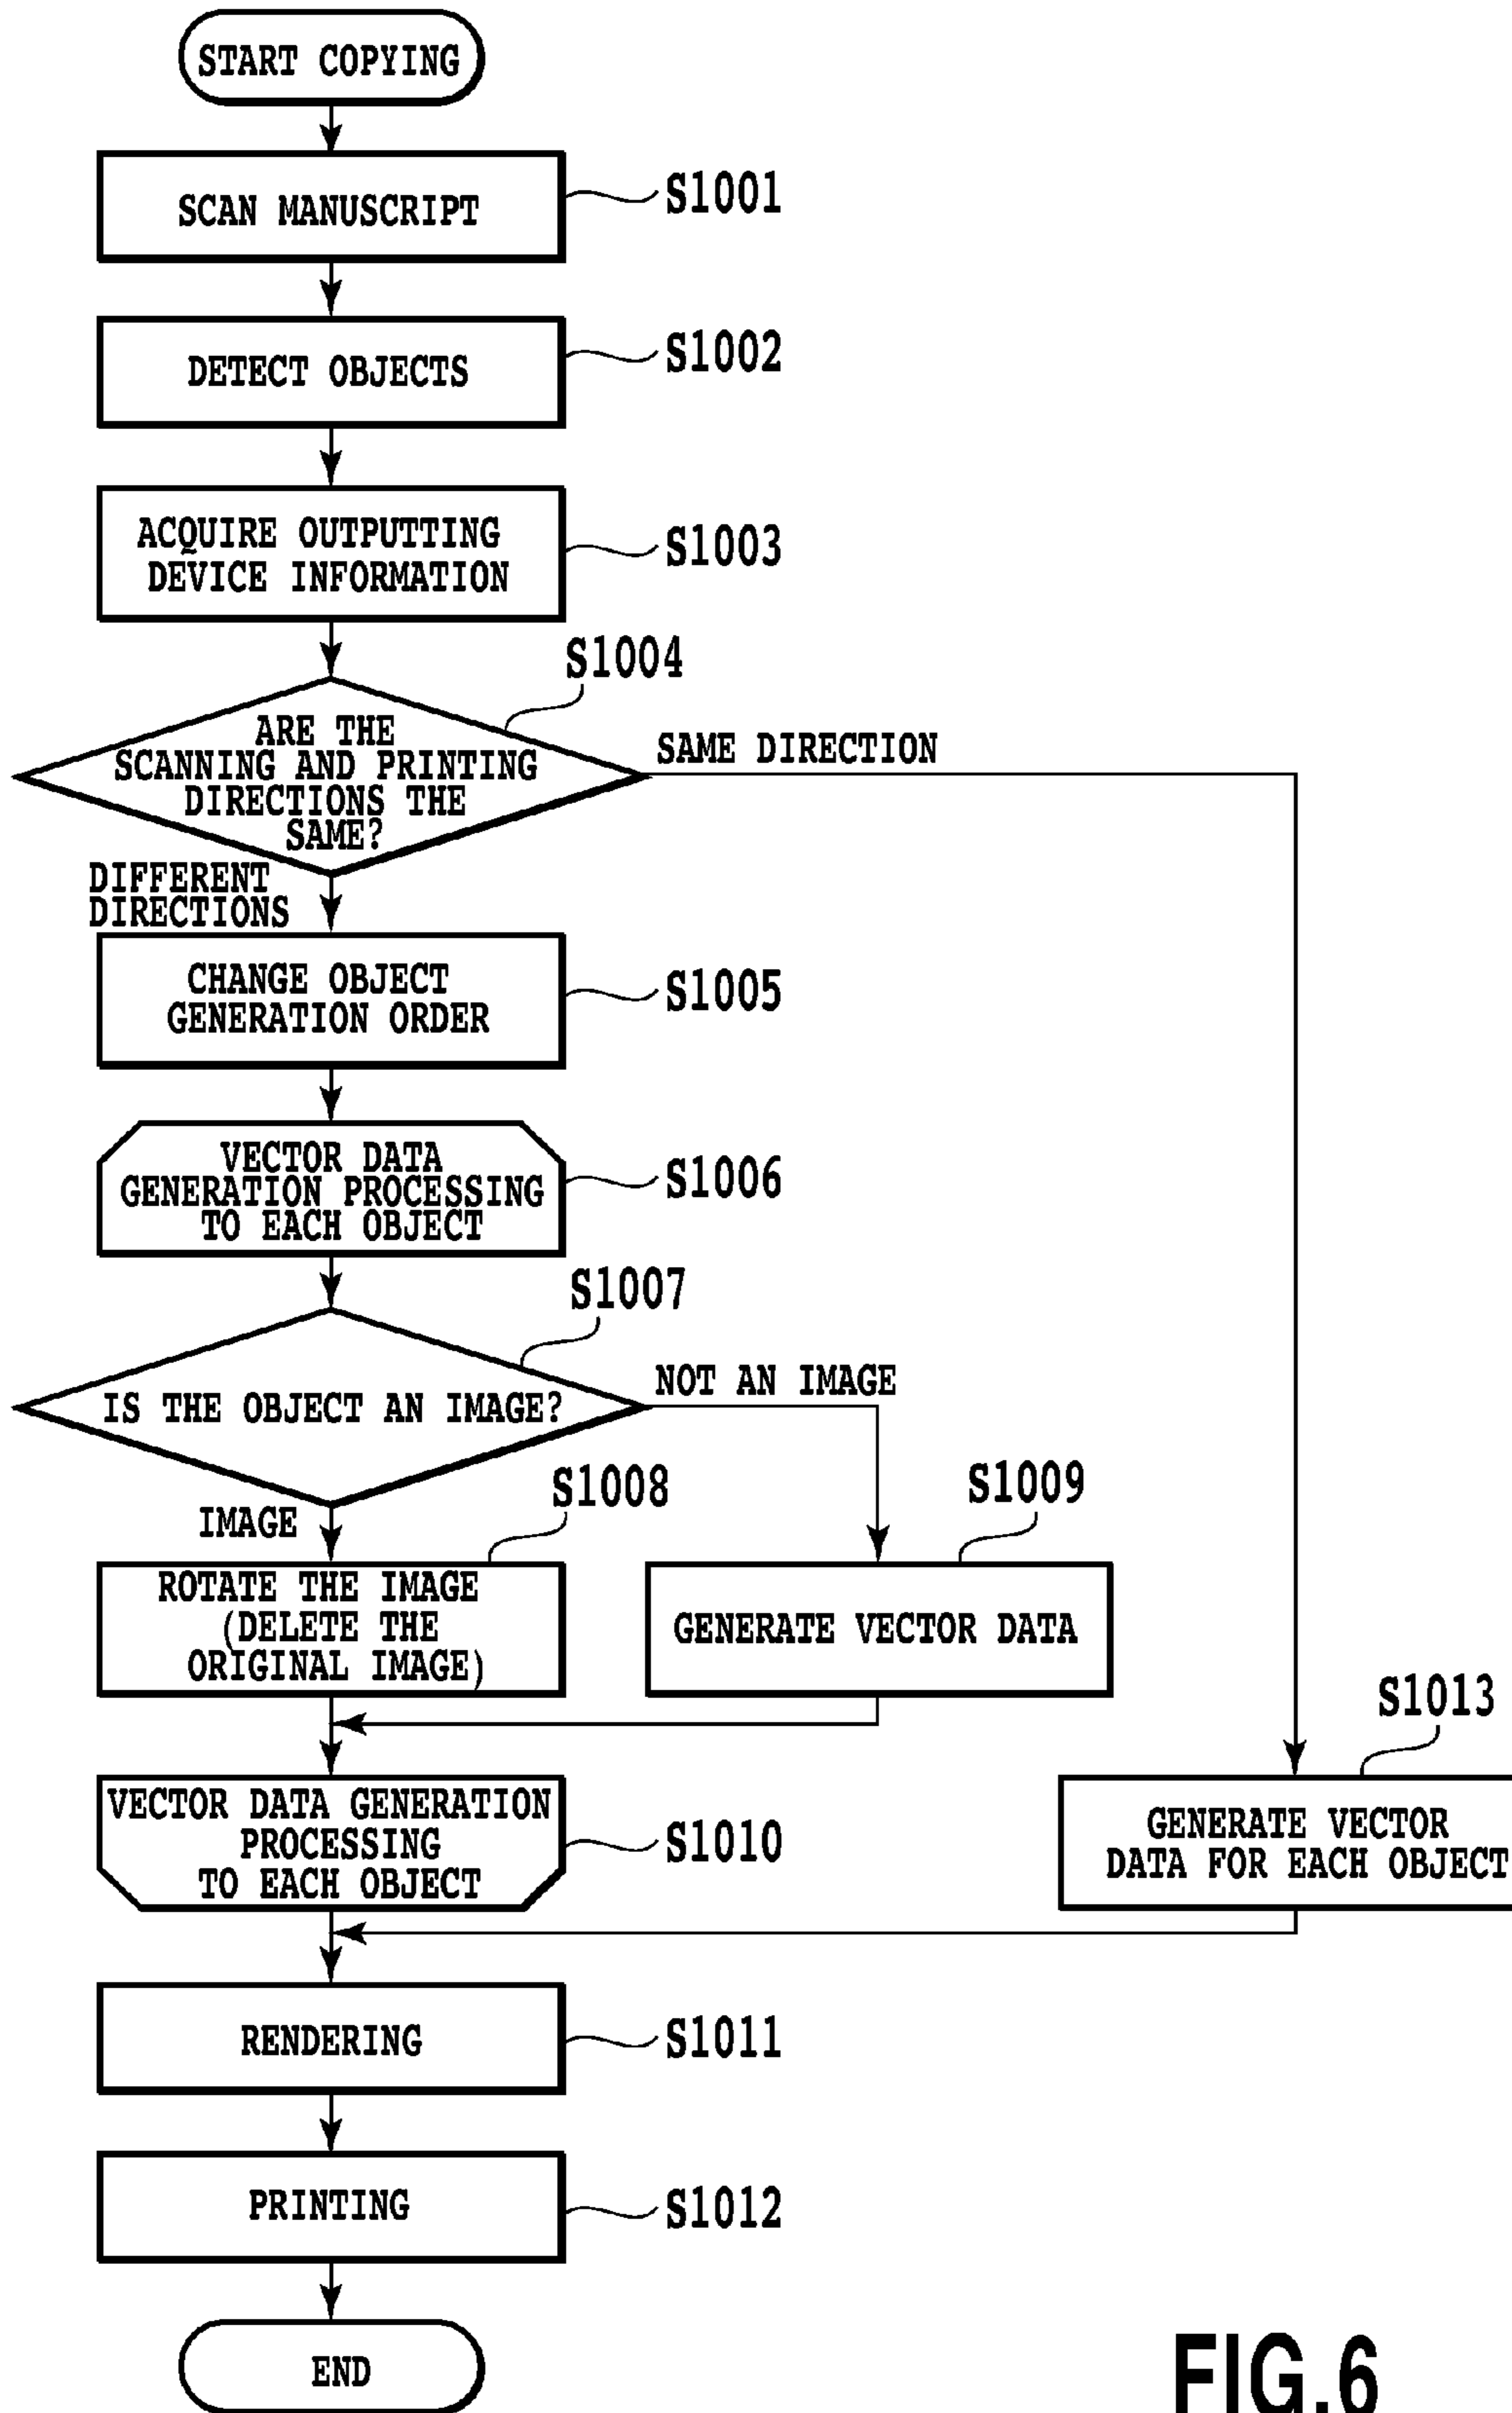 START COPYING
SCAN MANUSCRIPT
S1001
DETECT OBJECTS
S1002
ACQUIRE OUTPUTTING
DEVICE INFORMATION
S1003
S1004
ARE THE
SCANNING AND PRINTING
DIRECTIONS THE
SAME?
SAME DIRECTION
DIFFERENT
DIRECTIONS
CHANGE OBJECT
GENERATION ORDER
S1005
VECTOR DATA
GENERATION PROCESSING
TO EACH OBJECT
S1006
S1007
IS THE OBJECT AN IMAGE?
NOT AN IMAGE
IMAGE
S1008
ROTATE THE IMAGE
(DELETE THE
ORIGINAL IMAGE)
S1009
GENERATE VECTOR DATA
S1013
GENERATE VECTOR
DATA FOR EACH OBJECT
VECTOR DATA GENERATION
PROCESSING
TO EACH OBJECT
S1010
RENDERING
S1011
PRINTING
S1012
END
FIG.6